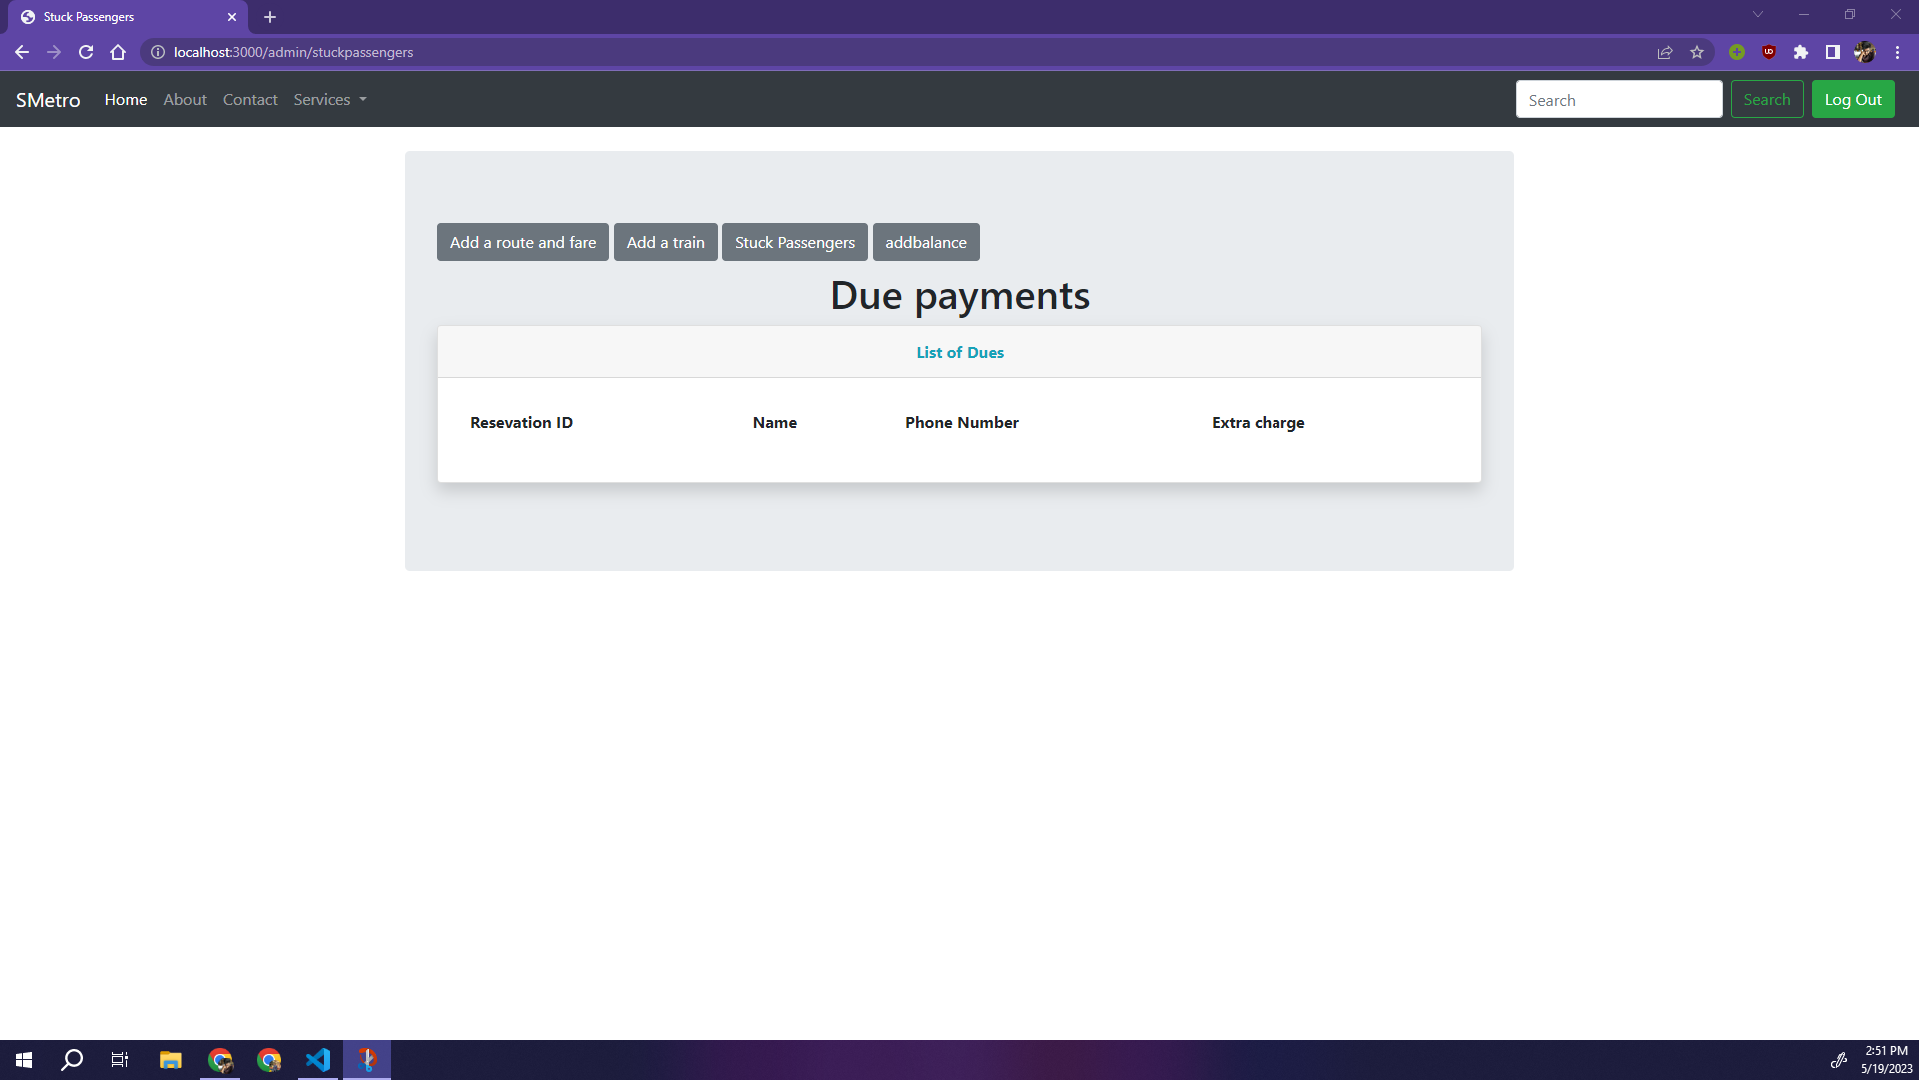 Stuck Passengers
localhost:3000/admin/stuckpassengers
SMetro Home About Contact Services Search Search Log Out
Add a route and fare Add a train Stuck Passengers addbalance
Due payments
List of Dues
Resevation ID Name Phone Number Extra charge
2:51 PM
5/19/2023